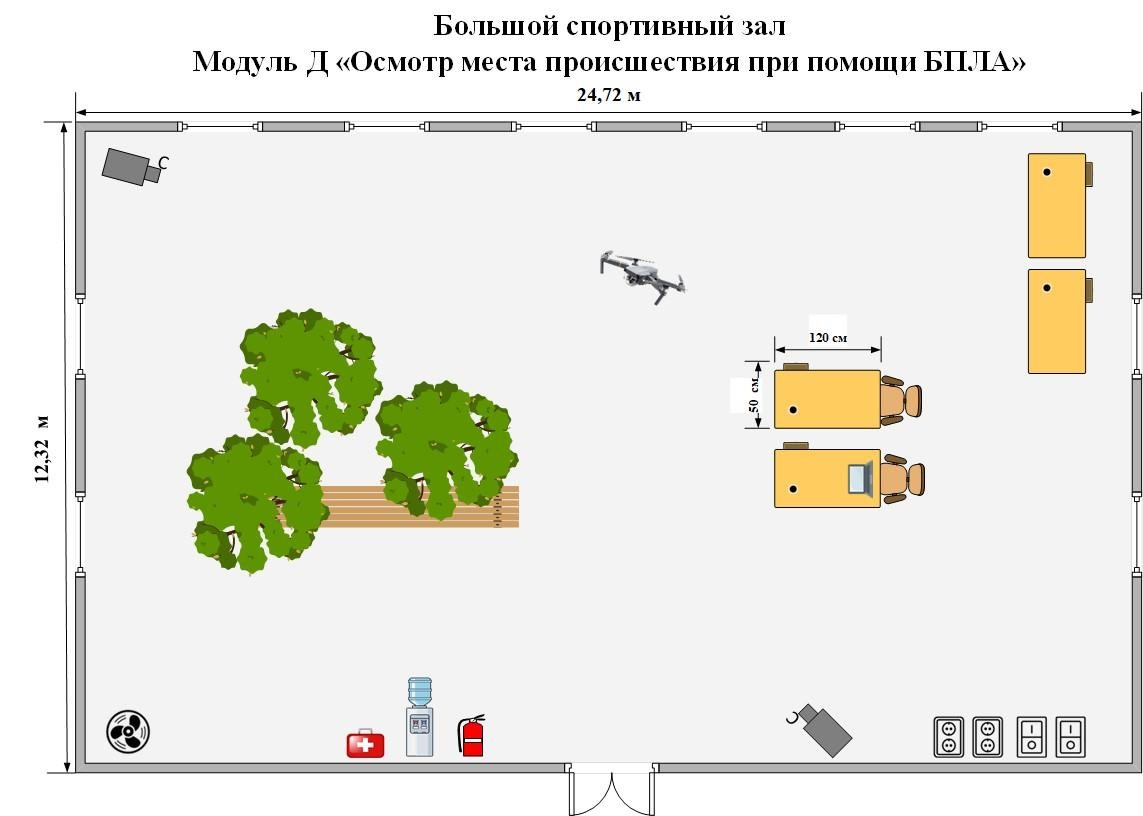 Большой спортивный зал
Модуль Д «Осмотр места происшествия при помощи БПЛА»
24,72 м
120 см
50 см
12,32 м